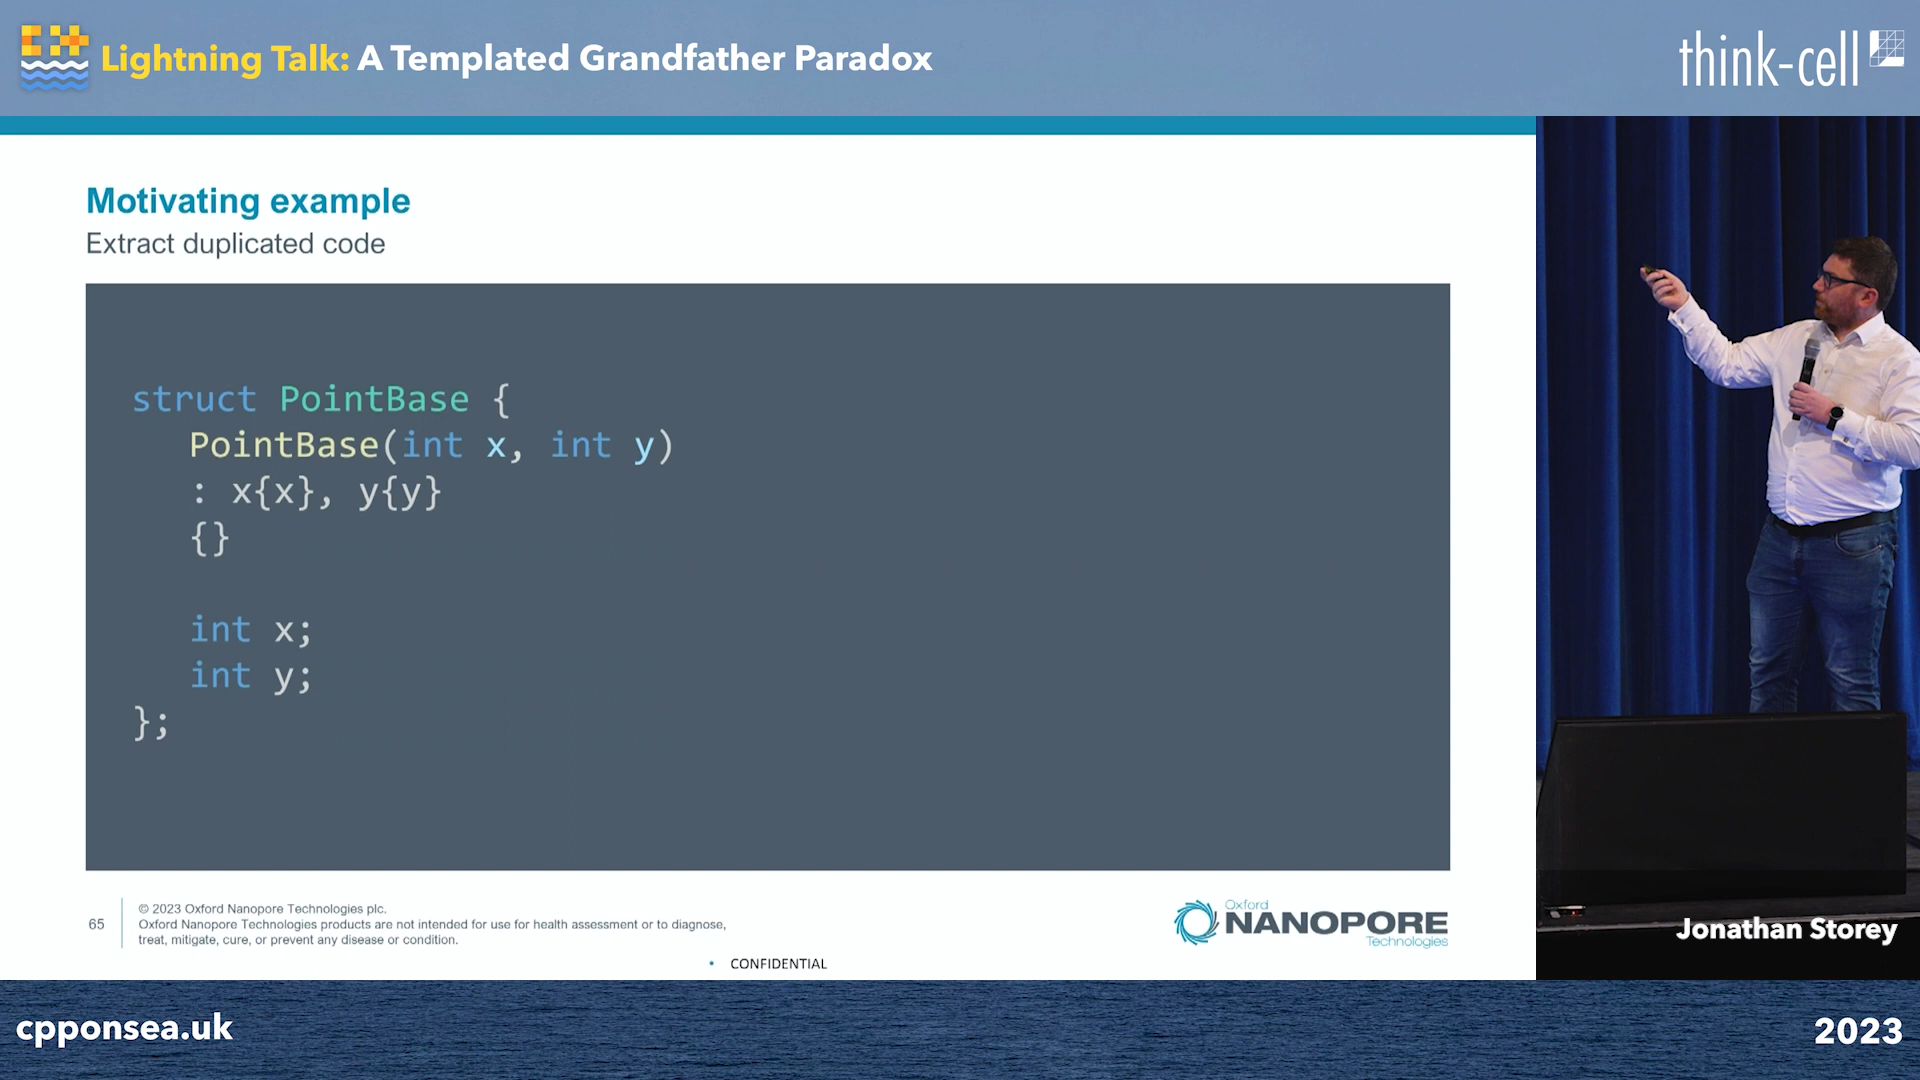 Lightning Talk: A Templated Grandfather Paradox
think-cell
Motivating example
Extract duplicated code
struct PointBase {
PointBase(int x, int y)
: x{x}, y{y}
{}
int x;
int y;
};
65
© 2023 Oxford Nanopore Technologies plc.
Oxford Nanopore Technologies products are not intended for use for health assessment or to diagnose,
treat, mitigate, cure, or prevent any disease or condition.
• CONFIDENTIAL
Oxford
NANOPORE
Technologies
Jonathan Storey
cpponsea.uk
2023